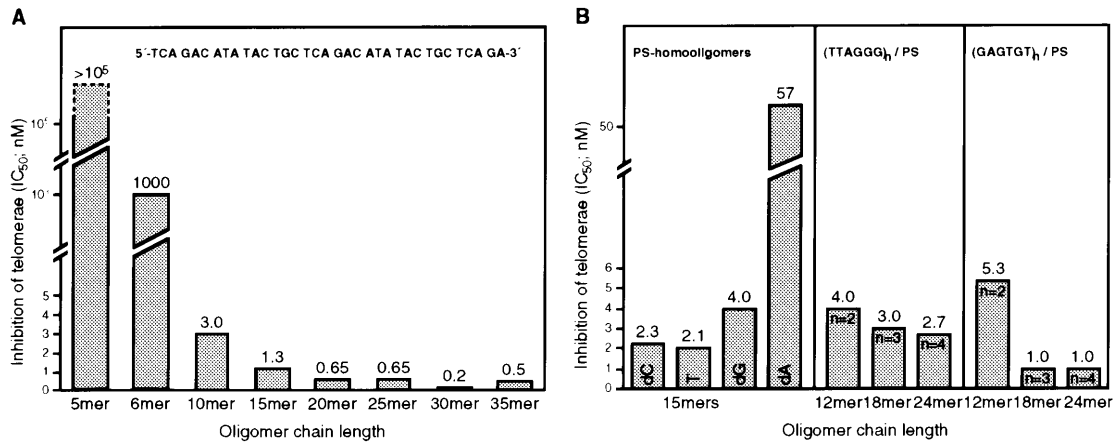 A
5´-TCA GAC ATA TAC TGC TCA GAC ATA TAC TGC TCA GA-3´
>10⁵
1000
3.0
1.3
0.65
0.65
0.2
0.5
5
4
3
2
1
0
Inhibition of telomerae (IC50; nM)
5mer 6mer 10mer 15mer 20mer 25mer 30mer 35mer
Oligomer chain length
B
PS-homooligomers
(TTAGGG)n / PS
(GAGTGT)n / PS
57
50
6
5
4
3
2
1
0
Inhibition of telomerae (IC50; nM)
2.3
2.1
4.0
dC
T
dG
dA
4.0
n=2
3.0
n=3
2.7
n=4
5.3
n=2
1.0
n=3
1.0
n=4
15mers
12mer 18mer 24mer 12mer 18mer 24mer
Oligomer chain length